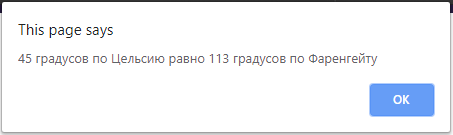 This page says
45 градусов по Цельсию равно 113 градусов по Фаренгейту
OK